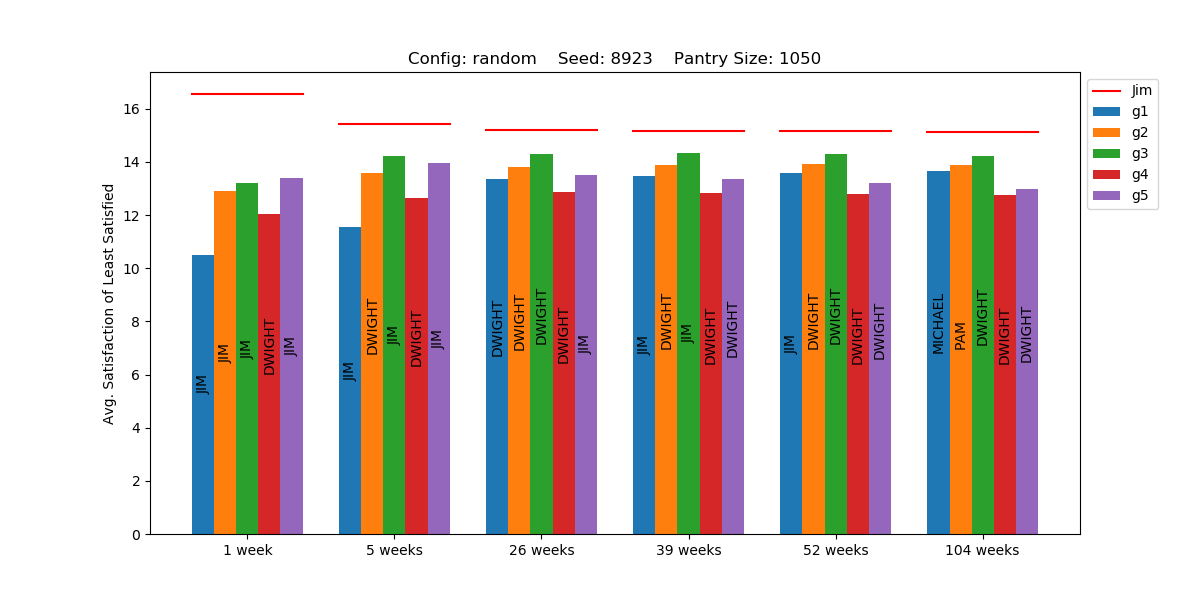 Config: random    Seed: 8923    Pantry Size: 1050
Avg. Satisfaction of Least Satisfied
16
14
12
10
8
6
4
2
0
JIM
JIM
JIM
DWIGHT
JIM
JIM
DWIGHT
JIM
DWIGHT
JIM
DWIGHT
DWIGHT
DWIGHT
DWIGHT
JIM
JIM
DWIGHT
JIM
DWIGHT
DWIGHT
JIM
DWIGHT
DWIGHT
DWIGHT
DWIGHT
MICHAEL
PAM
DWIGHT
DWIGHT
DWIGHT
1 week
5 weeks
26 weeks
39 weeks
52 weeks
104 weeks
Jim
g1
g2
g3
g4
g5